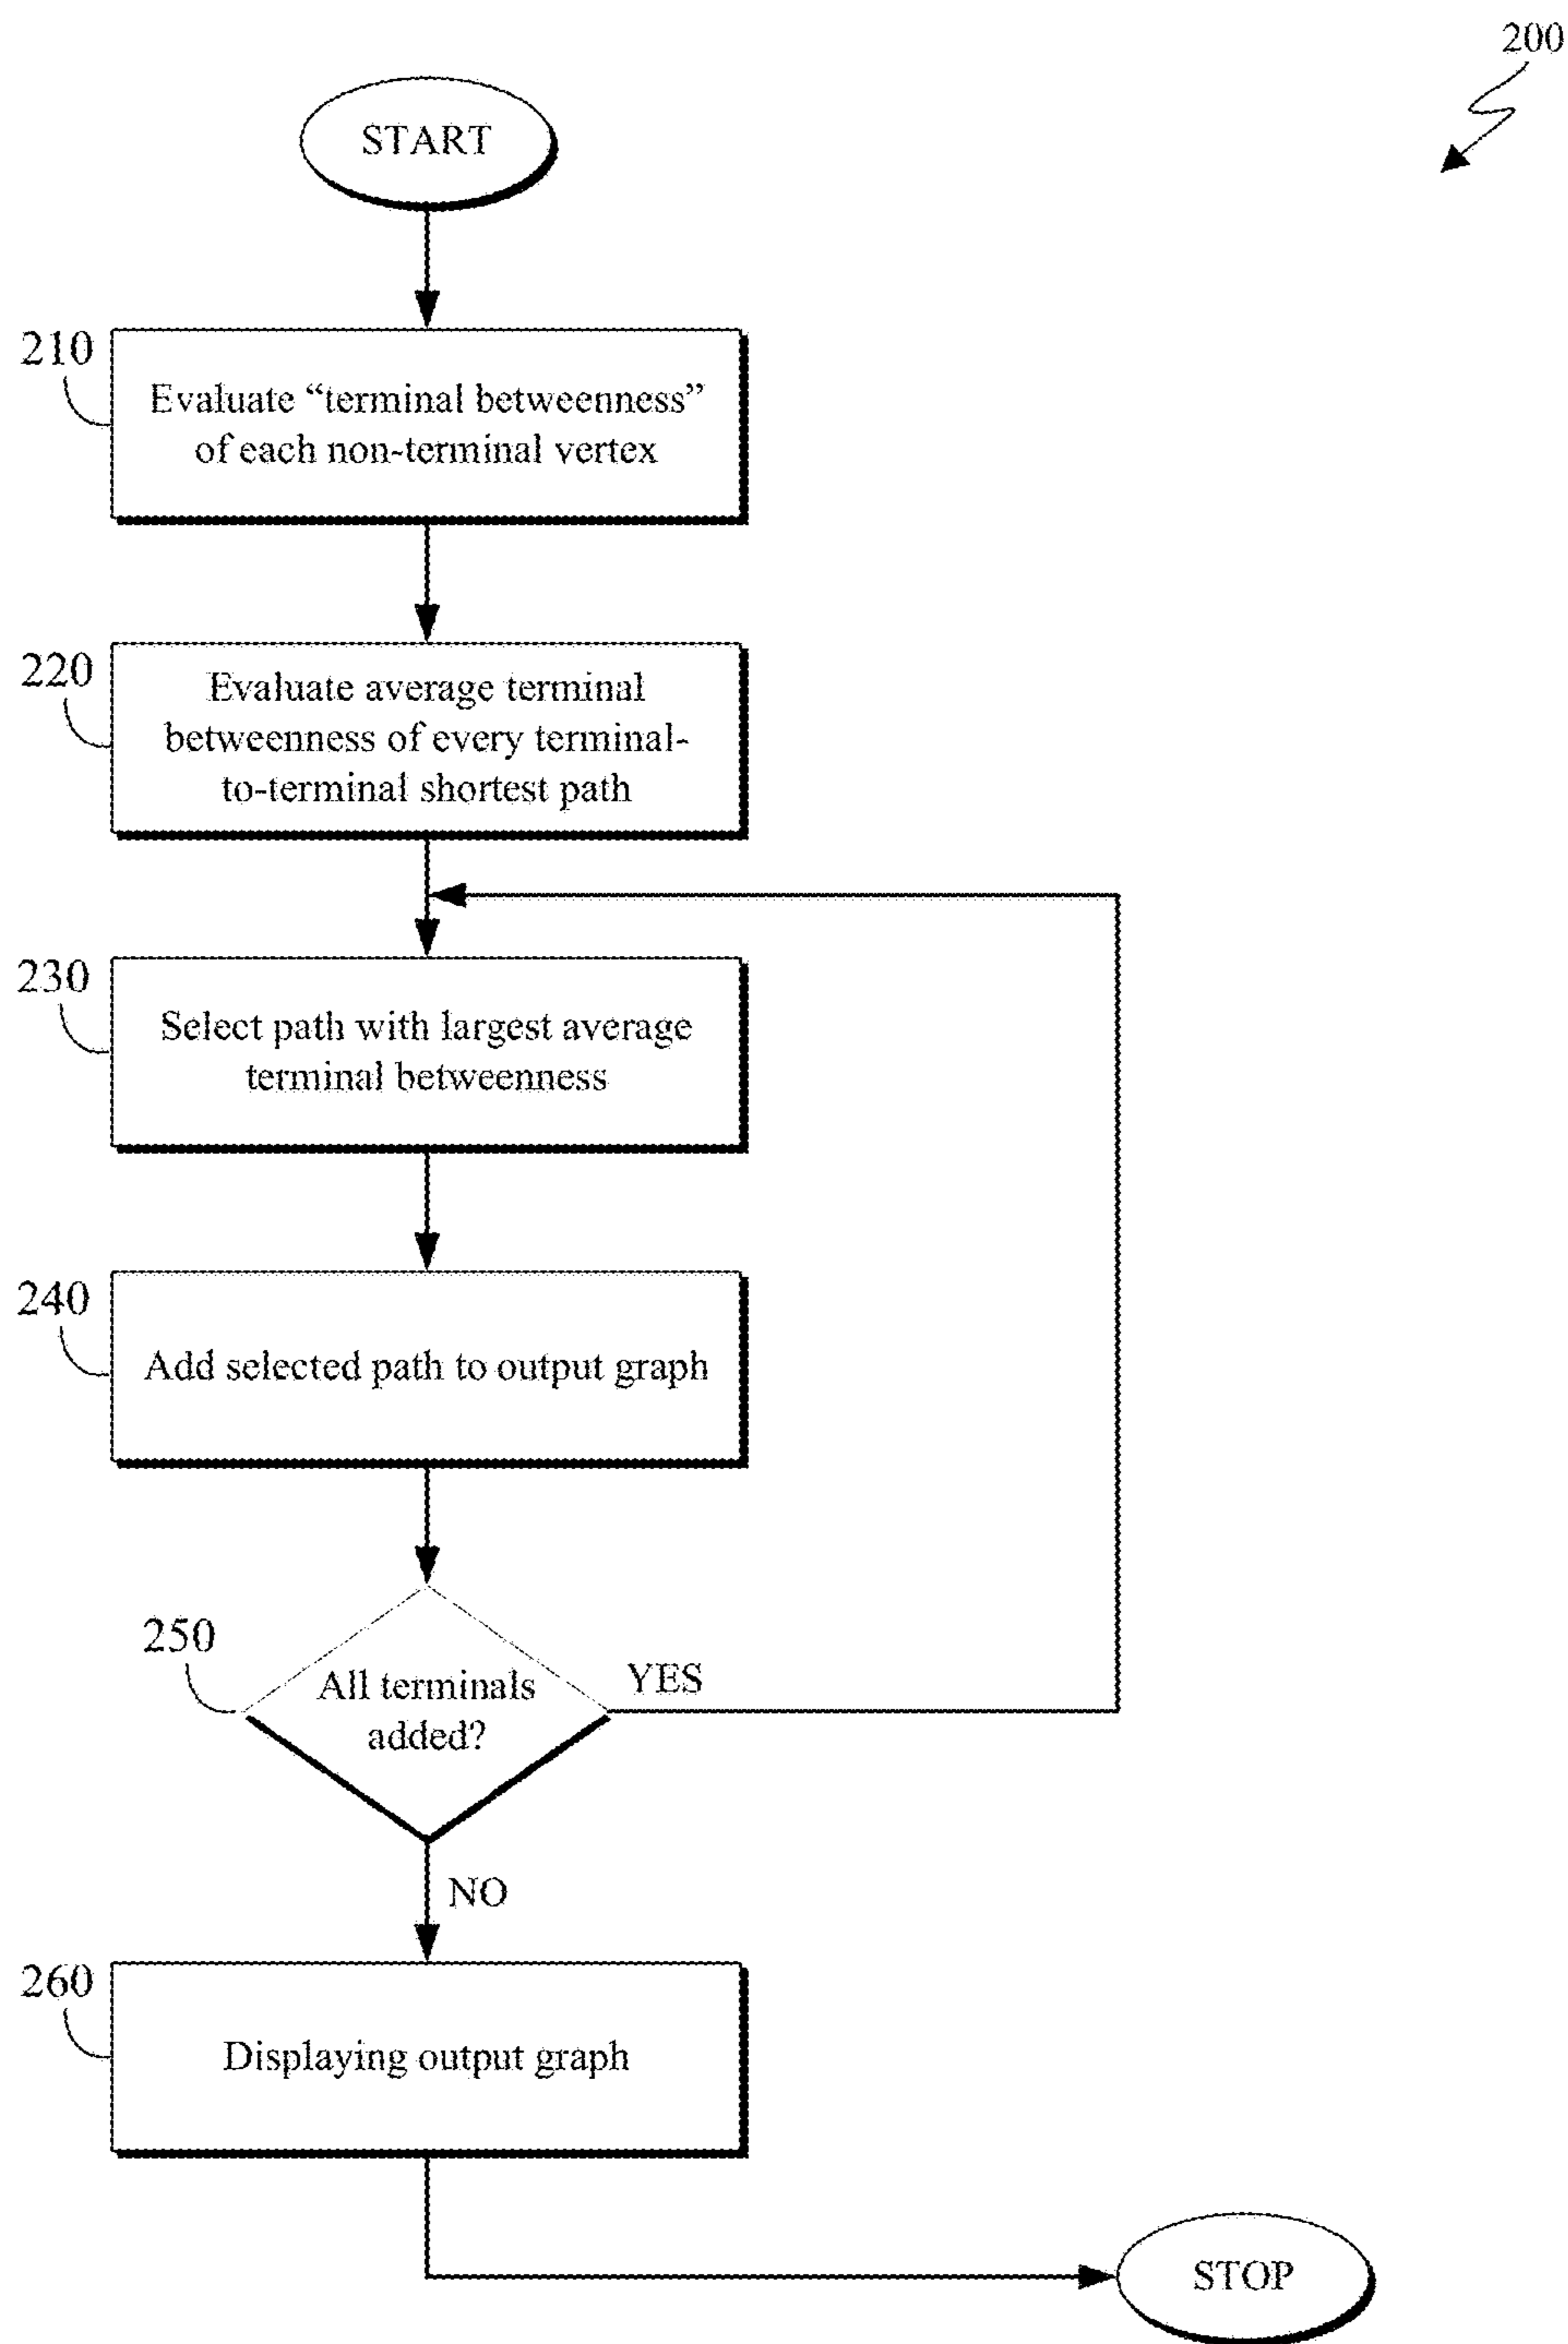 200
START
210
Evaluate “terminal betweenness”
of each non-terminal vertex
220
Evaluate average terminal
betweenness of every terminal-
to-terminal shortest path
230
Select path with largest average
terminal betweenness
240
Add selected path to output graph
250
All terminals
added?
YES
NO
260
Displaying output graph
STOP